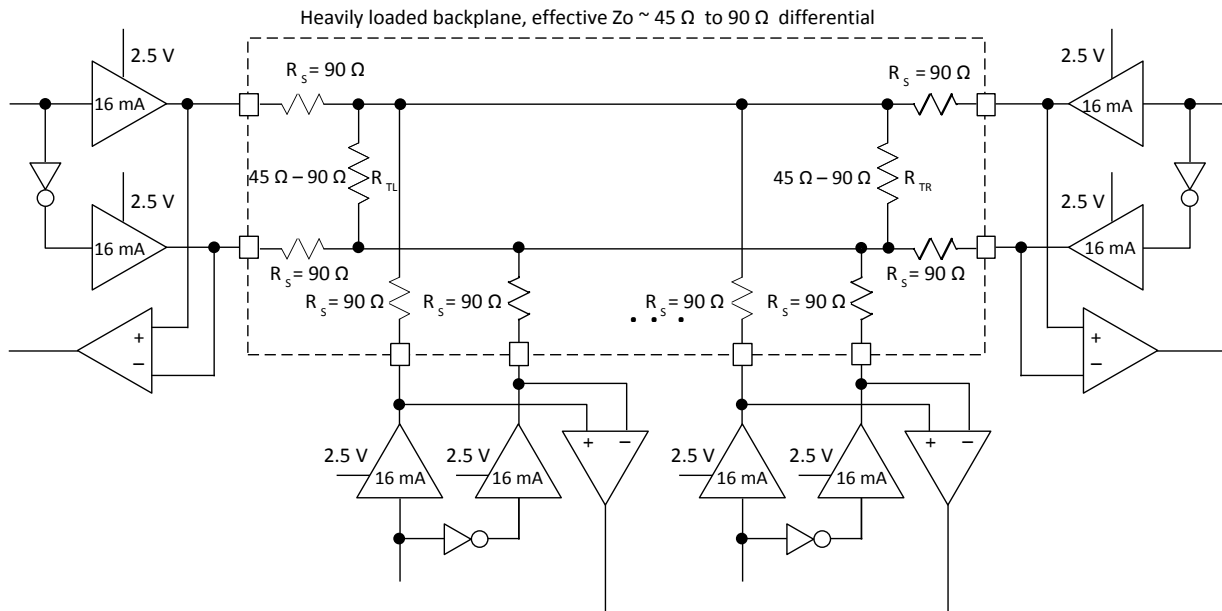 Heavily loaded backplane, effective Zo ~ 45 Ω to 90 Ω differential
2.5 V
16 mA
R S = 90 Ω
R S = 90 Ω
2.5 V
16 mA
45 Ω – 90 Ω
R TL
45 Ω – 90 Ω
R TR
2.5 V
16 mA
2.5 V
16 mA
R S = 90 Ω
R S = 90 Ω
R S = 90 Ω
R S = 90 Ω
R S = 90 Ω
R S = 90 Ω
. . .
+
−
+
−
+ −
+ −
2.5 V
16 mA
2.5 V
16 mA
2.5 V
16 mA
2.5 V
16 mA